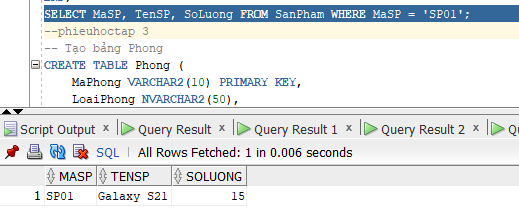 SELECT MaSP, TenSP, SoLuong FROM SanPham WHERE MaSP = 'SP01';
--phieuhoctap 3
-- Tạo bảng Phong
CREATE TABLE Phong (
MaPhong VARCHAR2(10) PRIMARY KEY,
LoaiPhong NVARCHAR2(50),
Script Output × Query Result × Query Result 1 × Query Result 2 ×
SQL | All Rows Fetched: 1 in 0.006 seconds
MASP TENSP SOLUONG
1 SP01 Galaxy S21 15